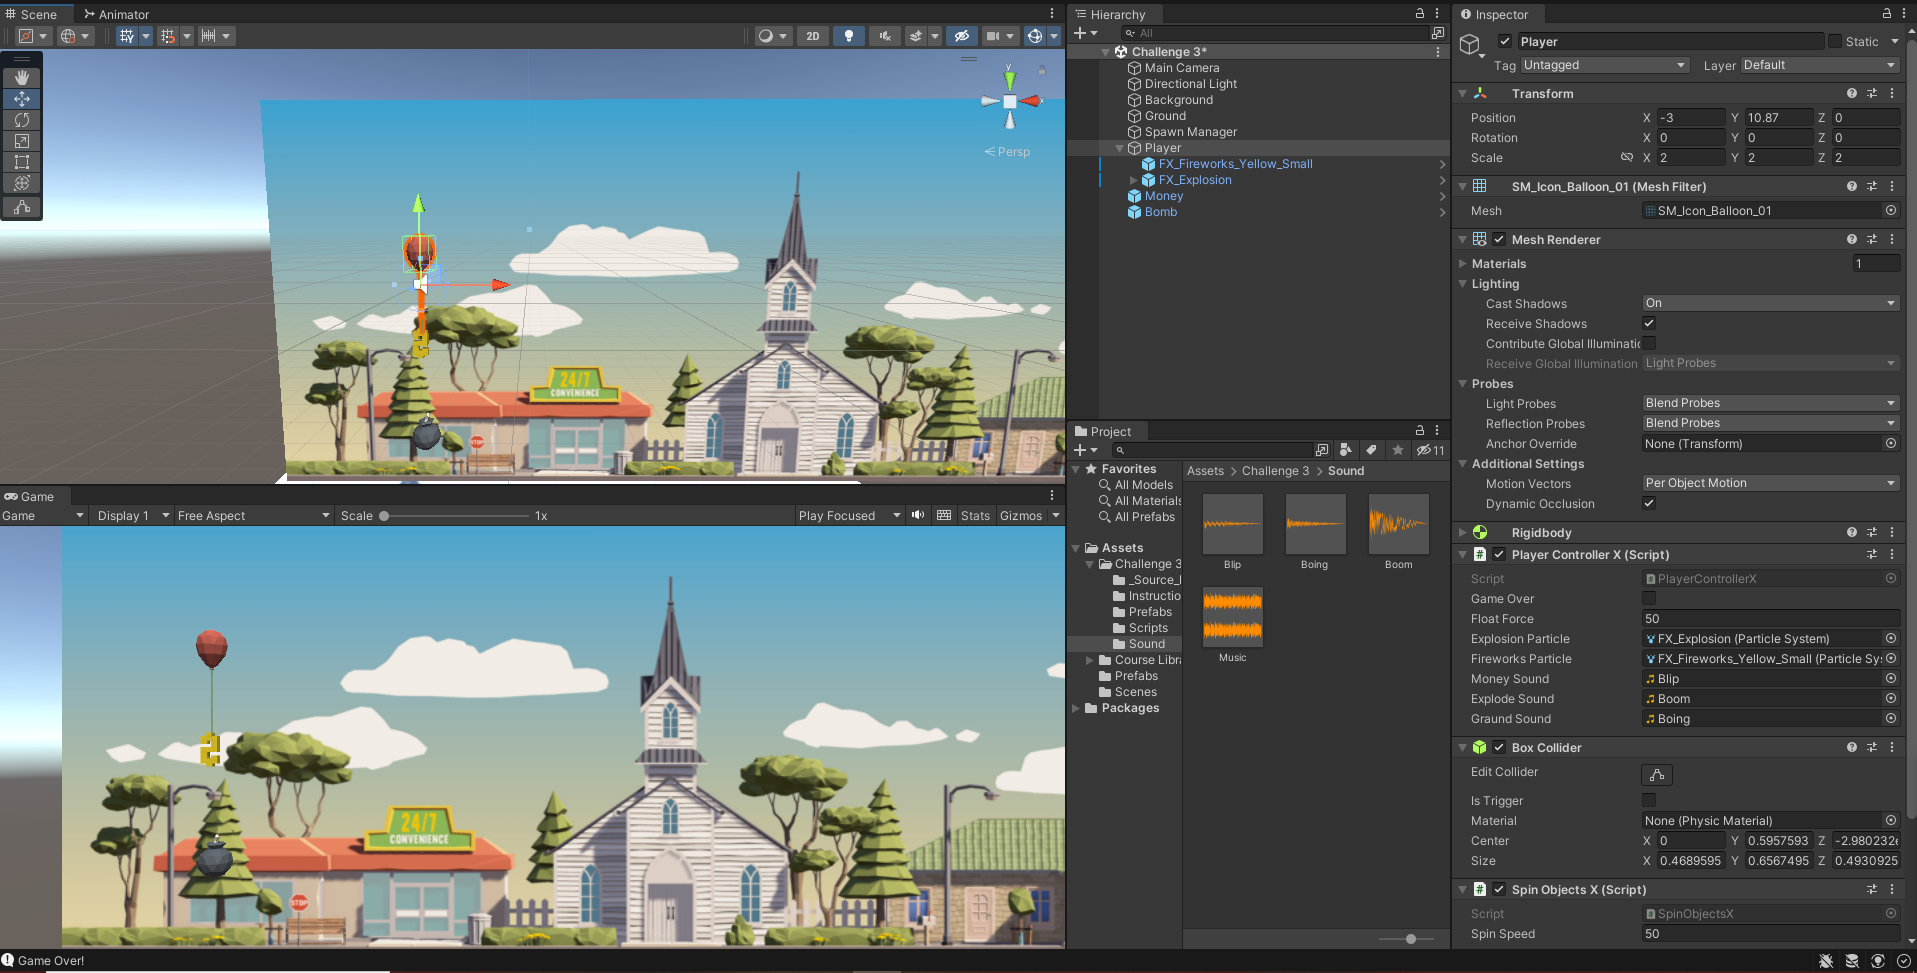 Scene
Animator
2D
y
x
Persp
24/7
CONVENIENCE
STOP
Game
Game
Display 1
Free Aspect
Scale
1x
Play Focused
Stats
Gizmos
24/7
CONVENIENCE
STOP
Game Over!
Hierarchy
All
Challenge 3*
Main Camera
Directional Light
Background
Ground
Spawn Manager
Player
FX_Fireworks_Yellow_Small
FX_Explosion
Money
Bomb
Project
11
Favorites
All Models
All Materials
All Prefabs
Assets
Challenge 3
_Source_
Instructio
Prefabs
Scripts
Sound
Course Libra
Prefabs
Scenes
Packages
Assets > Challenge 3 > Sound
Blip
Boing
Boom
Music
Inspector
Player
Static
Tag Untagged Layer Default
Transform
Position X -3 Y 10.87 Z 0
Rotation X 0 Y 0 Z 0
Scale X 2 Y 2 Z 2
SM_Icon_Balloon_01 (Mesh Filter)
Mesh SM_Icon_Balloon_01
Mesh Renderer
Materials 1
Lighting
Cast Shadows On
Receive Shadows
Contribute Global Illuminatic
Receive Global Illumination Light Probes
Probes
Light Probes Blend Probes
Reflection Probes Blend Probes
Anchor Override None (Transform)
Additional Settings
Motion Vectors Per Object Motion
Dynamic Occlusion
Rigidbody
Player Controller X (Script)
Script PlayerControllerX
Game Over
Float Force 50
Explosion Particle FX_Explosion (Particle System)
Fireworks Particle FX_Fireworks_Yellow_Small (Particle Sy
Money Sound Blip
Explode Sound Boom
Ground Sound Boing
Box Collider
Edit Collider
Is Trigger
Material None (Physic Material)
Center X 0 Y 0.5957593 Z -2.980232e
Size X 0.4689595 Y 0.6567495 Z 0.4930925
Spin Objects X (Script)
Script SpinObjectsX
Spin Speed 50